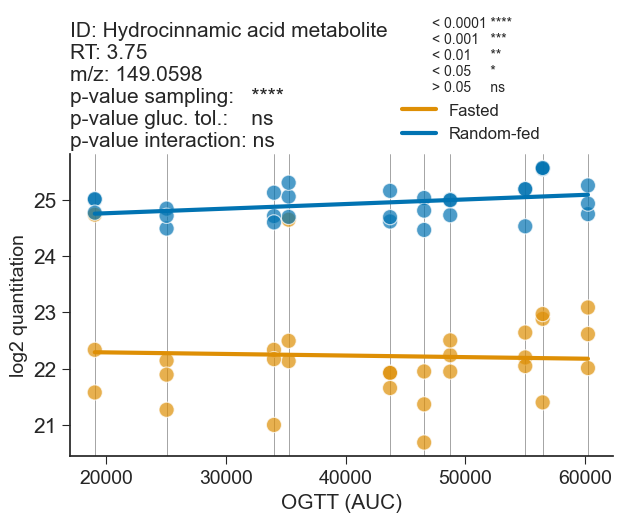 ID: Hydrocinnamic acid metabolite
RT: 3.75
m/z: 149.0598
p-value sampling: ****
p-value gluc. tol.: ns
p-value interaction: ns
< 0.0001 ****
< 0.001 ***
< 0.01 **
< 0.05 *
> 0.05 ns
Fasted
Random-fed
log2 quantitation
25
24
23
22
21
20000 30000 40000 50000 60000
OGTT (AUC)